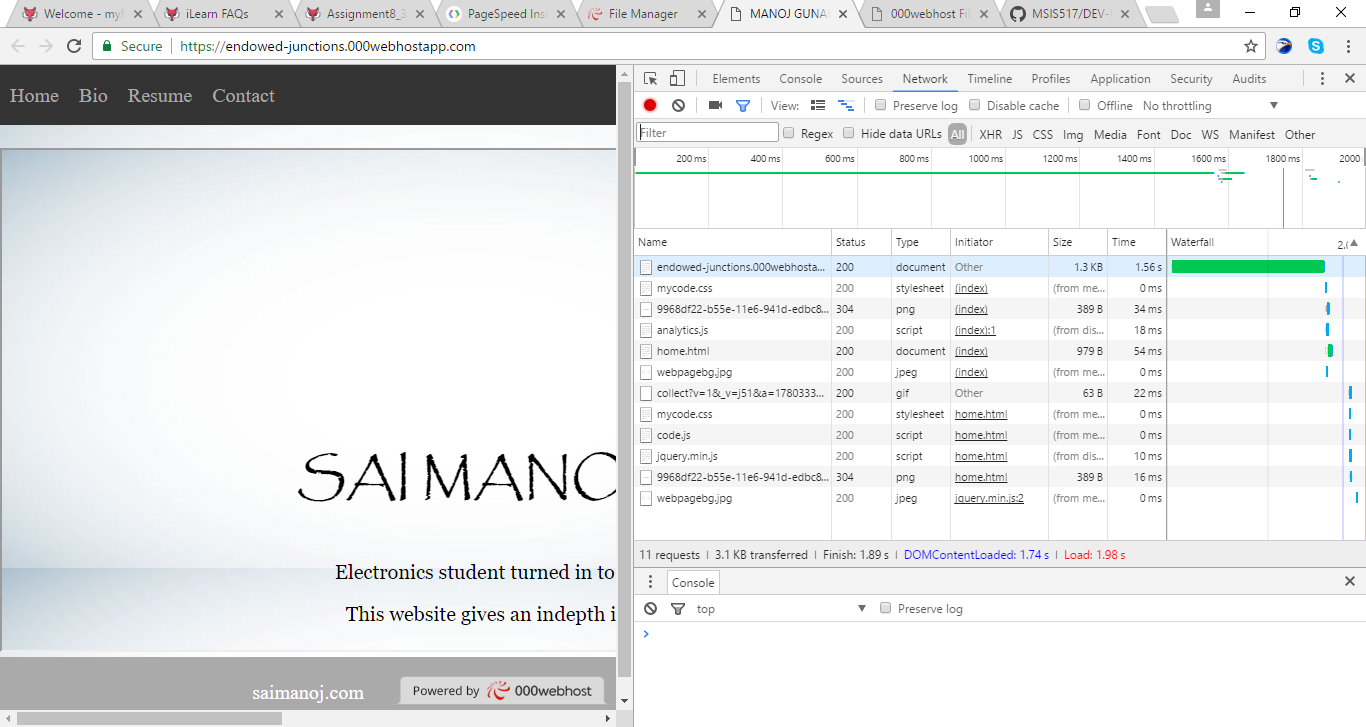 Welcome - myh iLearn FAQs Assignment8_3 PageSpeed Insi File Manager MANOJ GUNAI 000webhost Fil MSIS517/DEV-
Secure https://endowed-junctions.000webhostapp.com
Home Bio Resume Contact
SAI MANO
Electronics student turned in to
This website gives an indepth i
saimanoj.com Powered by 000webhost
Elements Console Sources Network Timeline Profiles Application Security Audits
View: Preserve log Disable cache Offline No throttling
Filter Regex Hide data URLs All XHR JS CSS Img Media Font Doc WS Manifest Other
200 ms 400 ms 600 ms 800 ms 1000 ms 1200 ms 1400 ms 1600 ms 1800 ms 2000
Name Status Type Initiator Size Time Waterfall 2.(
endowed-junctions.000webhosta... 200 document Other 1.3 KB 1.56 s
mycode.css 200 stylesheet (index) (from me... 0 ms
9968df22-b55e-11e6-941d-edbc8... 304 png (index) 389 B 34 ms
analytics.js 200 script (index):1 (from dis... 18 ms
home.html 200 document (index) 979 B 54 ms
webpagebg.jpg 200 jpeg (index) (from me... 0 ms
collect?v=1&_v=j51&a=1780333... 200 gif Other 63 B 22 ms
mycode.css 200 stylesheet home.html (from me... 0 ms
code.js 200 script home.html (from me... 0 ms
jquery.min.js 200 script home.html (from dis... 10 ms
9968df22-b55e-11e6-941d-edbc8... 304 png home.html 389 B 16 ms
webpagebg.jpg 200 jpeg jquery.min.js:2 (from me... 0 ms
11 requests | 3.1 KB transferred | Finish: 1.89 s | DOMContentLoaded: 1.74 s | Load: 1.98 s
Console
top Preserve log